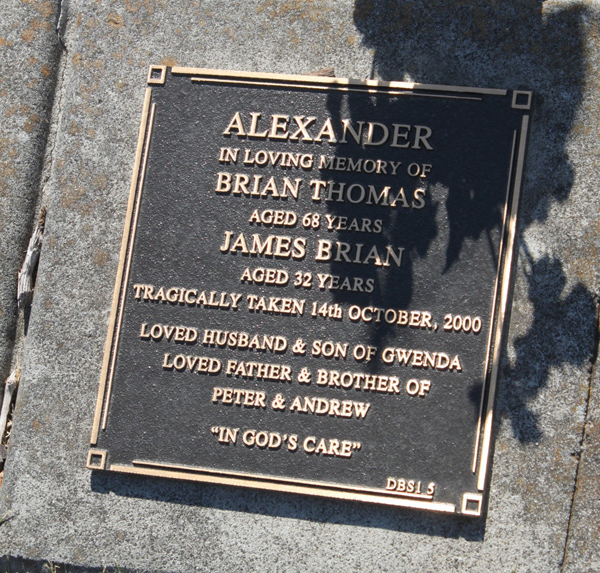 ALEXANDER
IN LOVING MEMORY OF
BRIAN THOMAS
AGED 68 YEARS
JAMES BRIAN
AGED 32 YEARS
TRAGICALLY TAKEN 14th OCTOBER, 2000
LOVED HUSBAND & SON OF GWENDA
LOVED FATHER & BROTHER OF
PETER & ANDREW
"IN GOD'S CARE"
DBS1 5